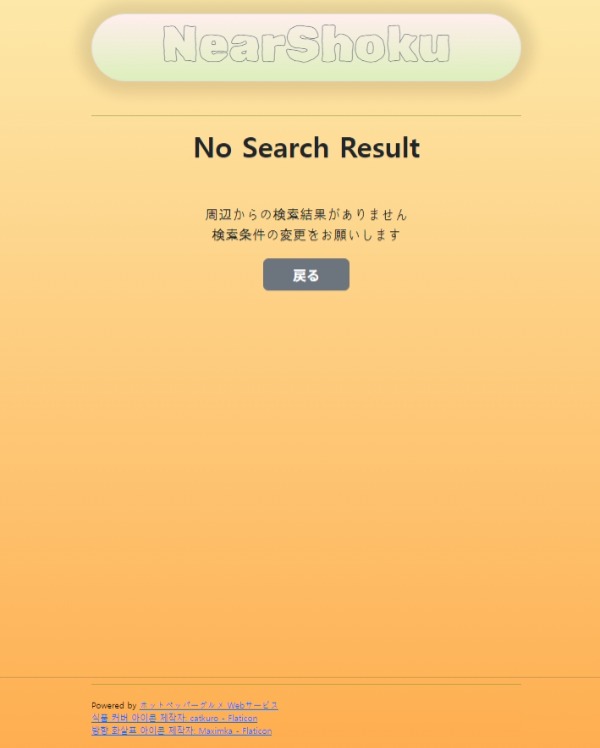 NearShoku
No Search Result
周辺からの検索結果がありません
検索条件の変更をお願いします
戻る
Powered by ホットペッパーグルメ Webサービス
식품 커버 아이콘 제작자: catkuro - Flaticon
방향 화살표 아이콘 제작자: Maximka - Flaticon